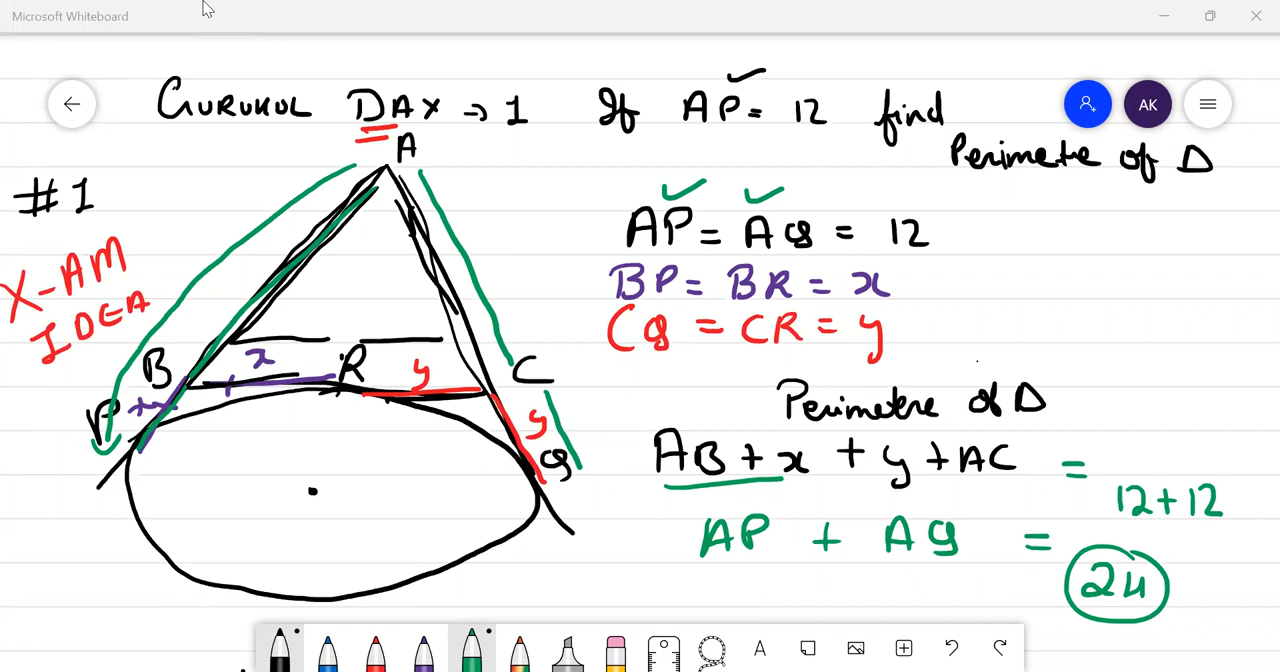 Microsoft Whiteboard
GURUKUL DAX → 1 If AP = 12 find
Perimetre of Δ
AK
#1
X-AM
IDEA
A
B
x
R
y
C
P
x
y
Q
AP = AQ = 12
BP = BR = x
CQ = CR = y
Perimetre of Δ
AB + x + y + AC =
12 + 12
AP + AQ =
24
A